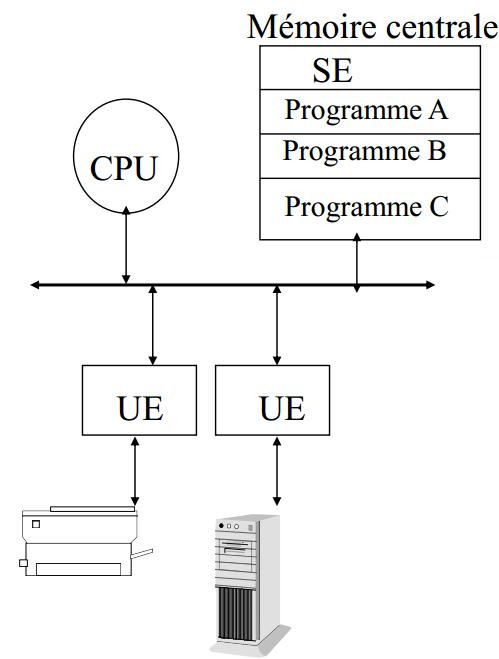 Mémoire centrale
SE
Programme A
Programme B
Programme C
CPU
UE
UE